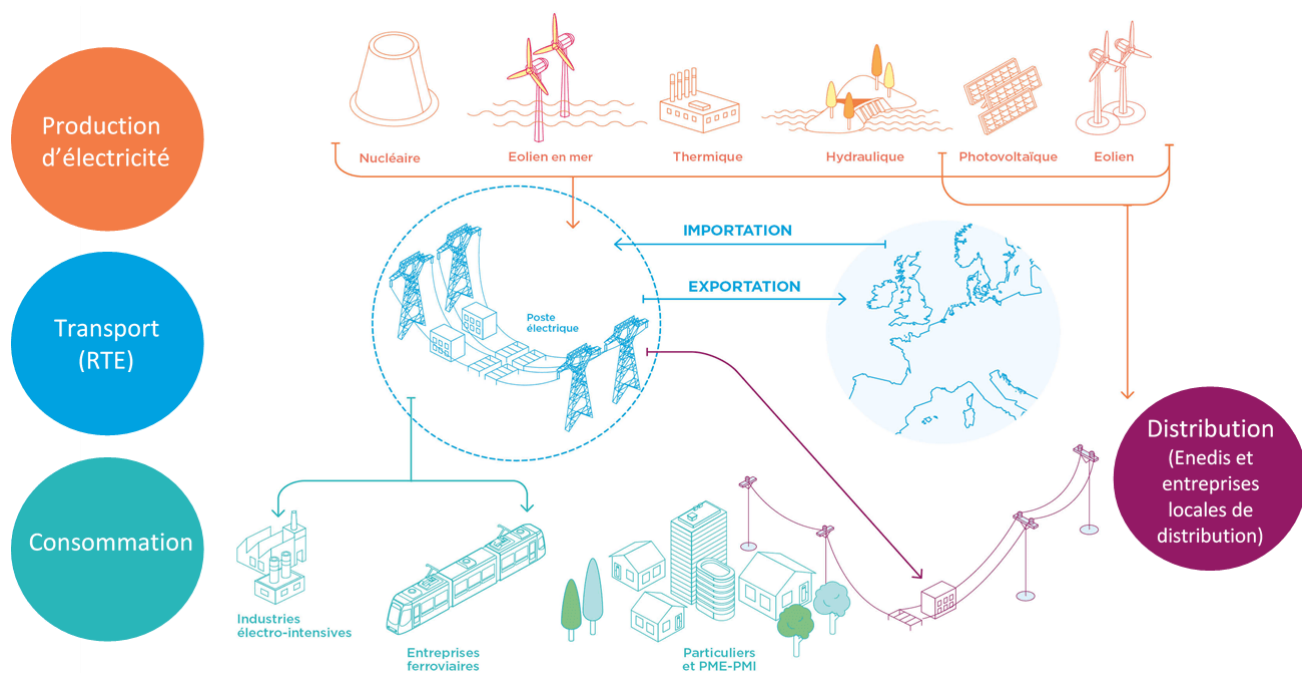 Production
d'électricité
Nucléaire
Eolien en mer
Thermique
Hydraulique
Photovoltaïque
Eolien
IMPORTATION
EXPORTATION
Transport
(RTE)
Poste
électrique
Distribution
(Enedis et
entreprises
locales de
distribution)
Consommation
Industries
électro-intensives
Entreprises
ferroviaires
Particuliers
et PME-PMI